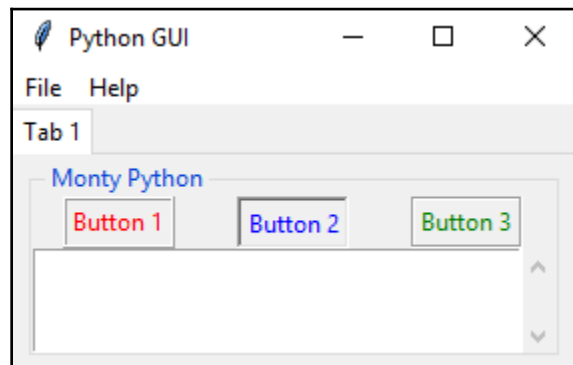 Python GUI
File Help
Tab 1
Monty Python
Button 1 Button 2 Button 3